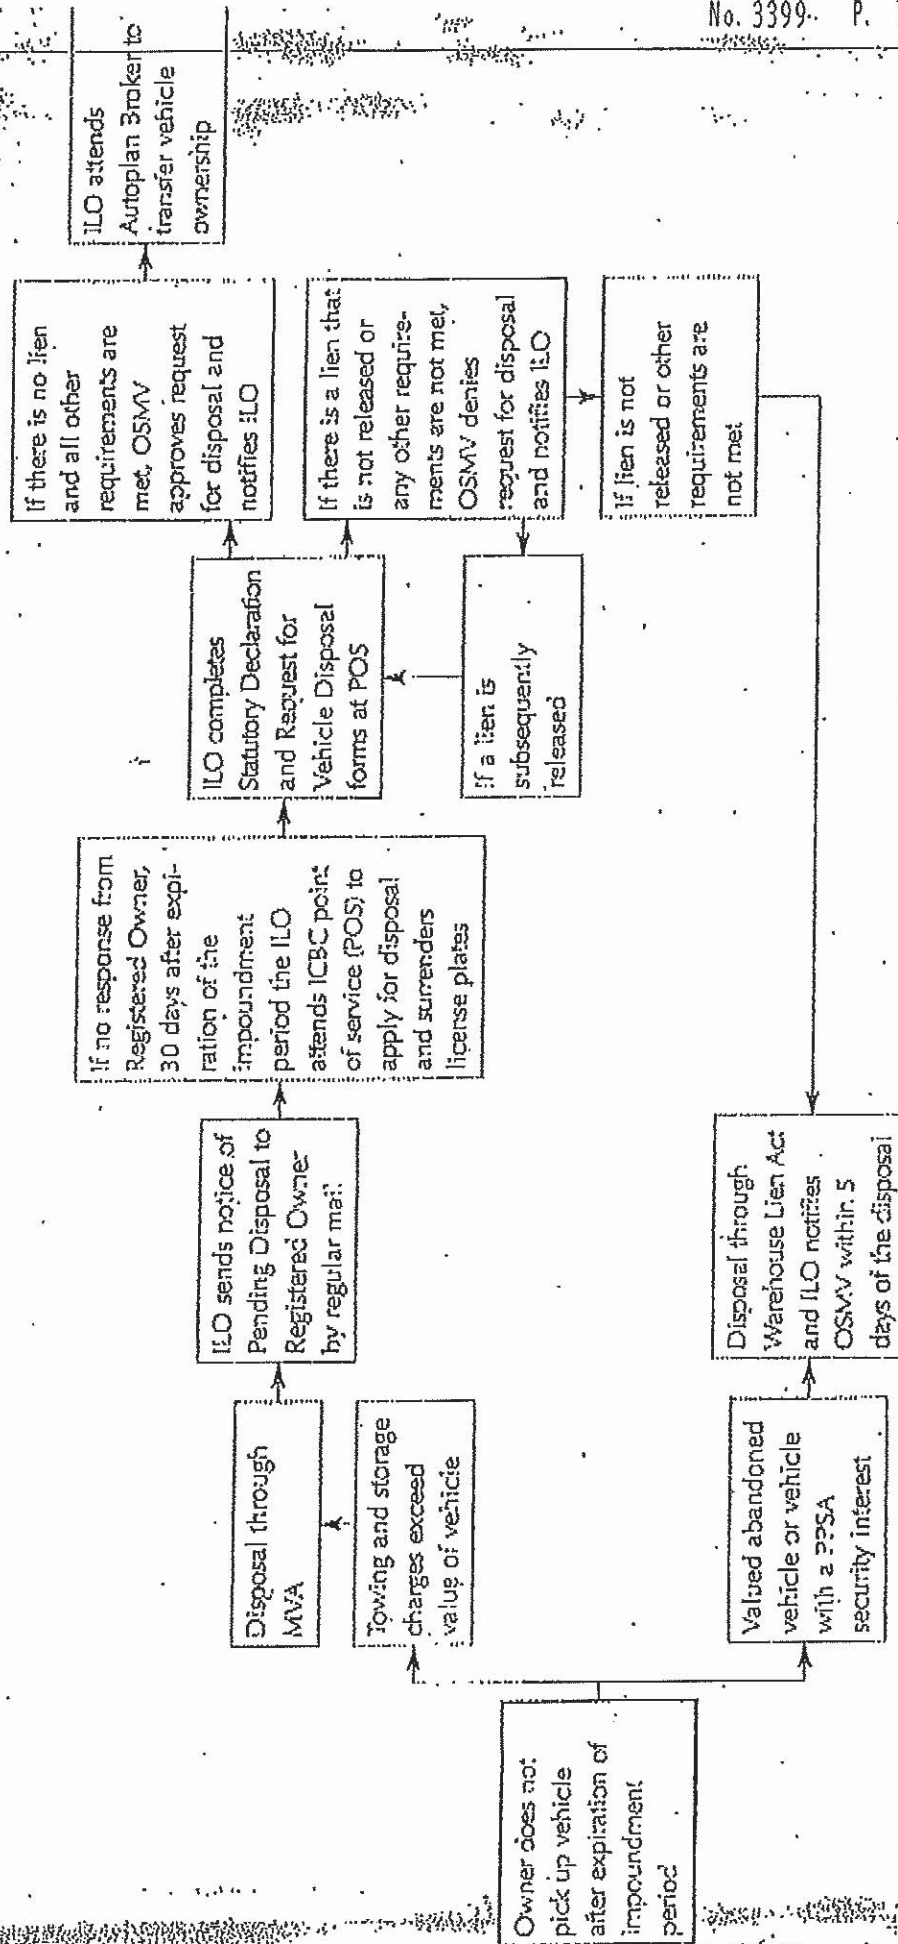 No. 3399 P.
Owner does not
pick up vehicle
after expiration of
impoundment
period
Disposal through
MVA
Towing and storage
charges exceed
value of vehicle
Valued abandoned
vehicle or vehicle
with a PPSA
security interest
ILO sends notice of
Pending Disposal to
Registered Owner
by regular mail.
Disposal through
Warehouse Lien Act
and ILO notifies
OSMV within 5
days of the disposal
If no response from
Registered Owner,
30 days after expi-
ration of the
impoundment
period the ILO
attends ICBC point
of service (POS) to
apply for disposal
and surrenders
license plates
ILO completes
Statutory Declaration
and Request for
Vehicle Disposal
forms at POS
If a lien is
subsequently
released
If there is no lien
and all other
requirements are
met, OSMV
approves request
for disposal and
notifies ILO
If there is a lien that
is not released or
any other require-
ments are not met,
OSMV denies
request for disposal
and notifies ILO
If lien is not
released or other
requirements are
not met
ILO attends
Autoplan Broker to
transfer vehicle
ownership